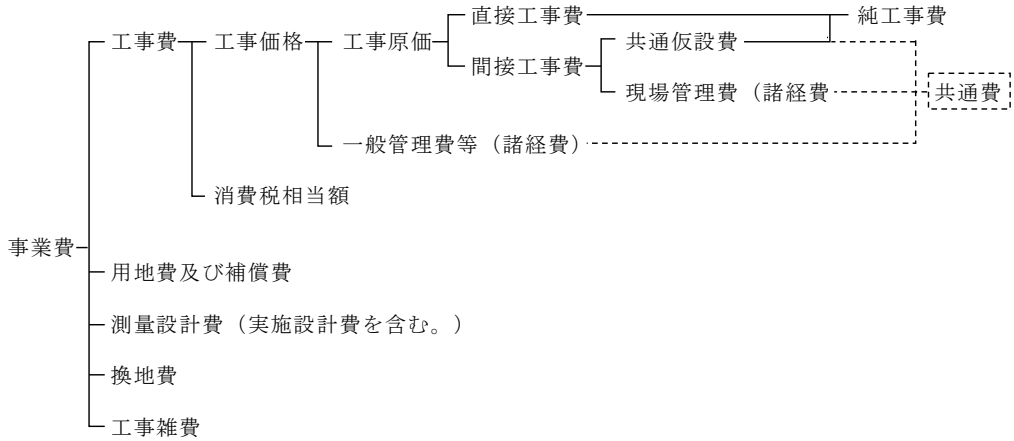 直接工事費 純工事費
工事費 工事価格 工事原価 共通仮設費
間接工事費
現場管理費（諸経費 共通費
一般管理費等（諸経費）
消費税相当額
事業費
用地費及び補償費
測量設計費（実施設計費を含む。）
換地費
工事雑費